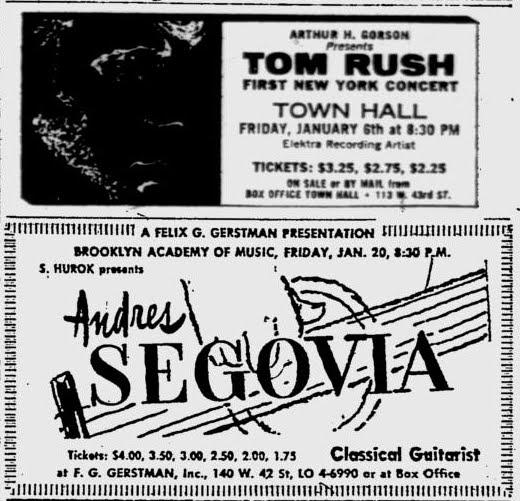 ARTHUR H. GORSON
Presents
TOM RUSH
FIRST NEW YORK CONCERT
TOWN HALL
FRIDAY, JANUARY 6th at 8:30 PM
Elektra Recording Artist
TICKETS: $3.25, $2.75, $2.25
ON SALE or BY MAIL from
BOX OFFICE TOWN HALL • 113 W. 43rd ST.
A FELIX G. GERSTMAN PRESENTATION
BROOKLYN ACADEMY OF MUSIC, FRIDAY, JAN. 20, 8:30 P.M.
S. HUROK presents
Andres
SEGOVIA
Tickets: $4.00, 3.50, 3.00, 2.50, 2.00, 1.75
Classical Guitarist
at F. G. GERSTMAN, Inc., 140 W. 42 St, LO 4-6990 or at Box Office